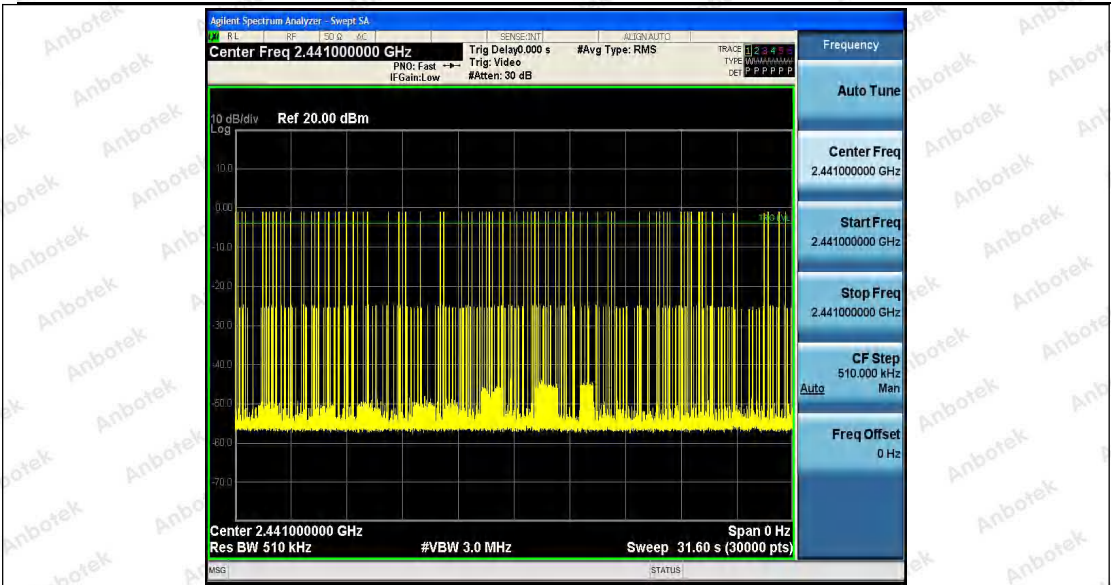 Agilent Spectrum Analyzer - Swept SA
RL RF 50 Ω AC SENSE:INT ALIGNAUTO
Center Freq 2.441000000 GHz
PNO: Fast
IFGain:Low
Trig Delay0.000 s
Trig: Video
#Atten: 30 dB
#Avg Type: RMS
TRACE 1 2 3 4 5 6
TYPE
DET P P P P P P
10 dB/div Ref 20.00 dBm
Log
10.0
0.00
TRIG LVL
-10.0
-20.0
-30.0
-40.0
-50.0
-60.0
-70.0
Center 2.441000000 GHz
Span 0 Hz
Res BW 510 kHz
#VBW 3.0 MHz
Sweep 31.60 s (30000 pts)
MSG
STATUS
Frequency
Auto Tune
Center Freq
2.441000000 GHz
Start Freq
2.441000000 GHz
Stop Freq
2.441000000 GHz
CF Step
510.000 kHz
Auto Man
Freq Offset
0 Hz
Anbotek